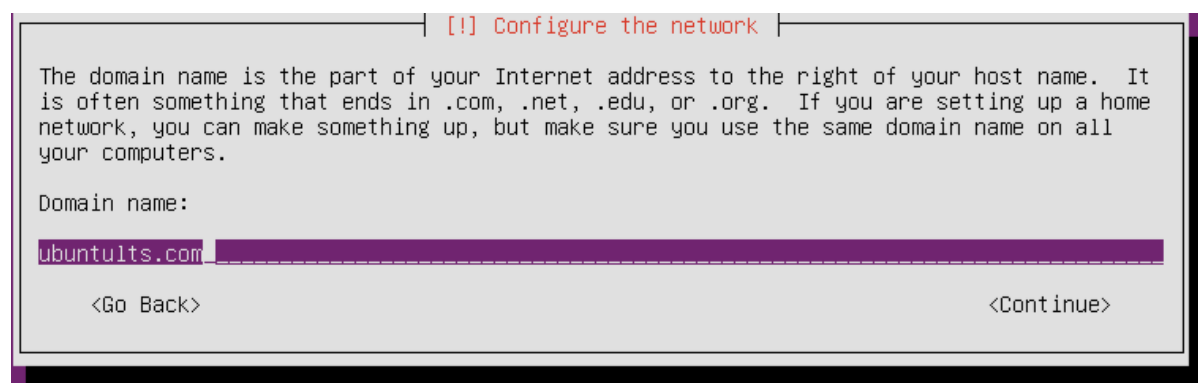 [!] Configure the network
The domain name is the part of your Internet address to the right of your host name.  It
is often something that ends in .com, .net, .edu, or .org.  If you are setting up a home
network, you can make something up, but make sure you use the same domain name on all
your computers.
Domain name:
ubuntults.com
<Go Back> <Continue>